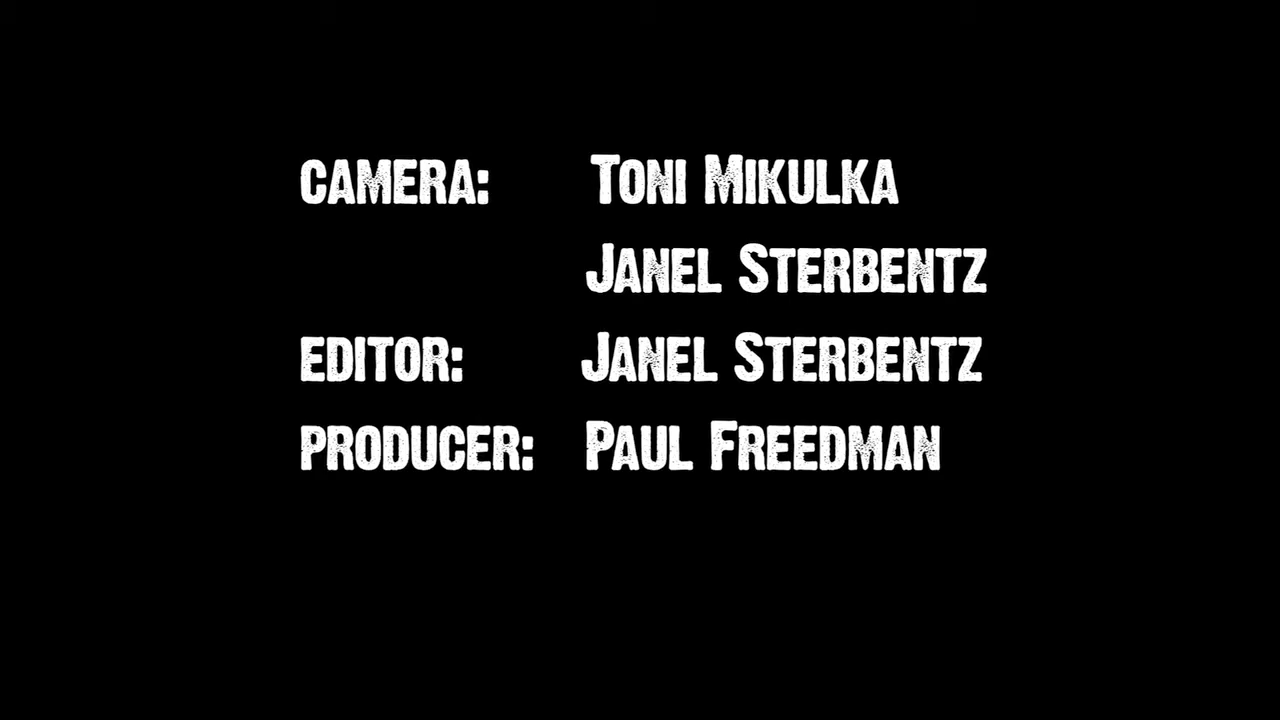 CAMERA: TONI MIKULKA
JANEL STERBENTZ
EDITOR: JANEL STERBENTZ
PRODUCER: PAUL FREEDMAN